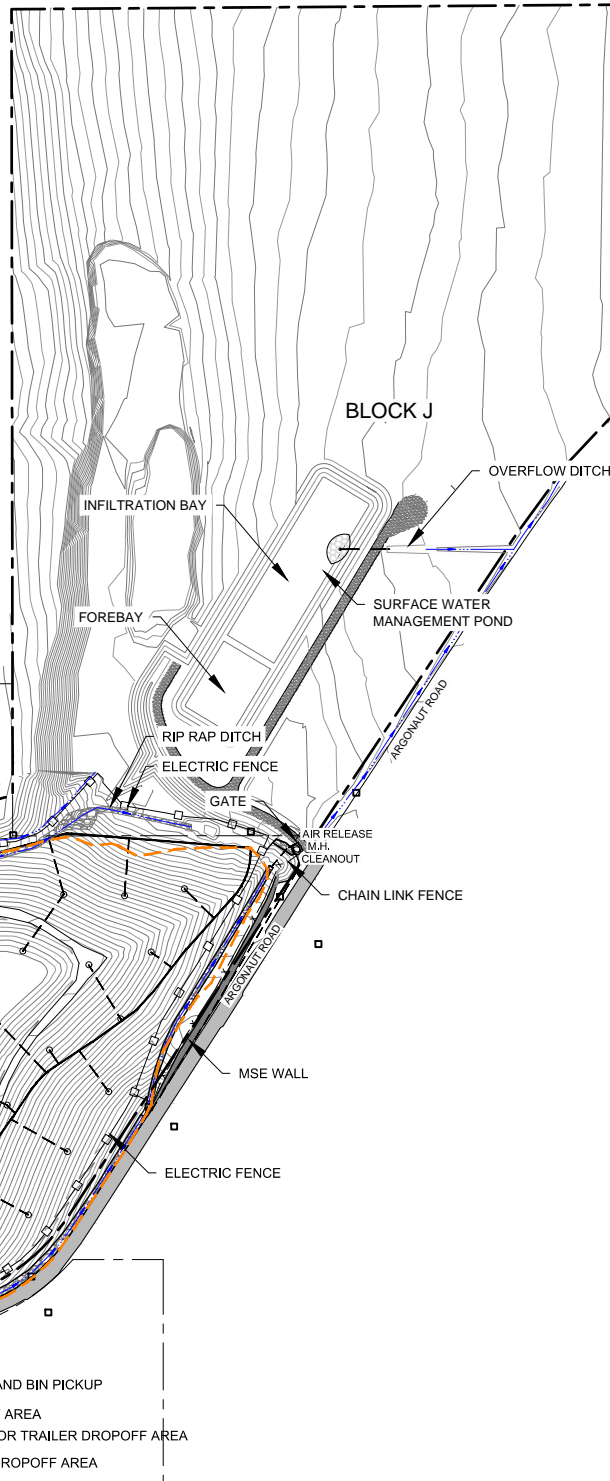 BLOCK J
OVERFLOW DITCH
INFILTRATION BAY
SURFACE WATER
MANAGEMENT POND
FOREBAY
ARGONAUT ROAD
RIP RAP DITCH
ELECTRIC FENCE
GATE
AIR RELEASE
M.H.
CLEANOUT
CHAIN LINK FENCE
ARGONAUT ROAD
MSE WALL
ELECTRIC FENCE
AND BIN PICKUP
AREA
OR TRAILER DROPOFF AREA
DROPOFF AREA